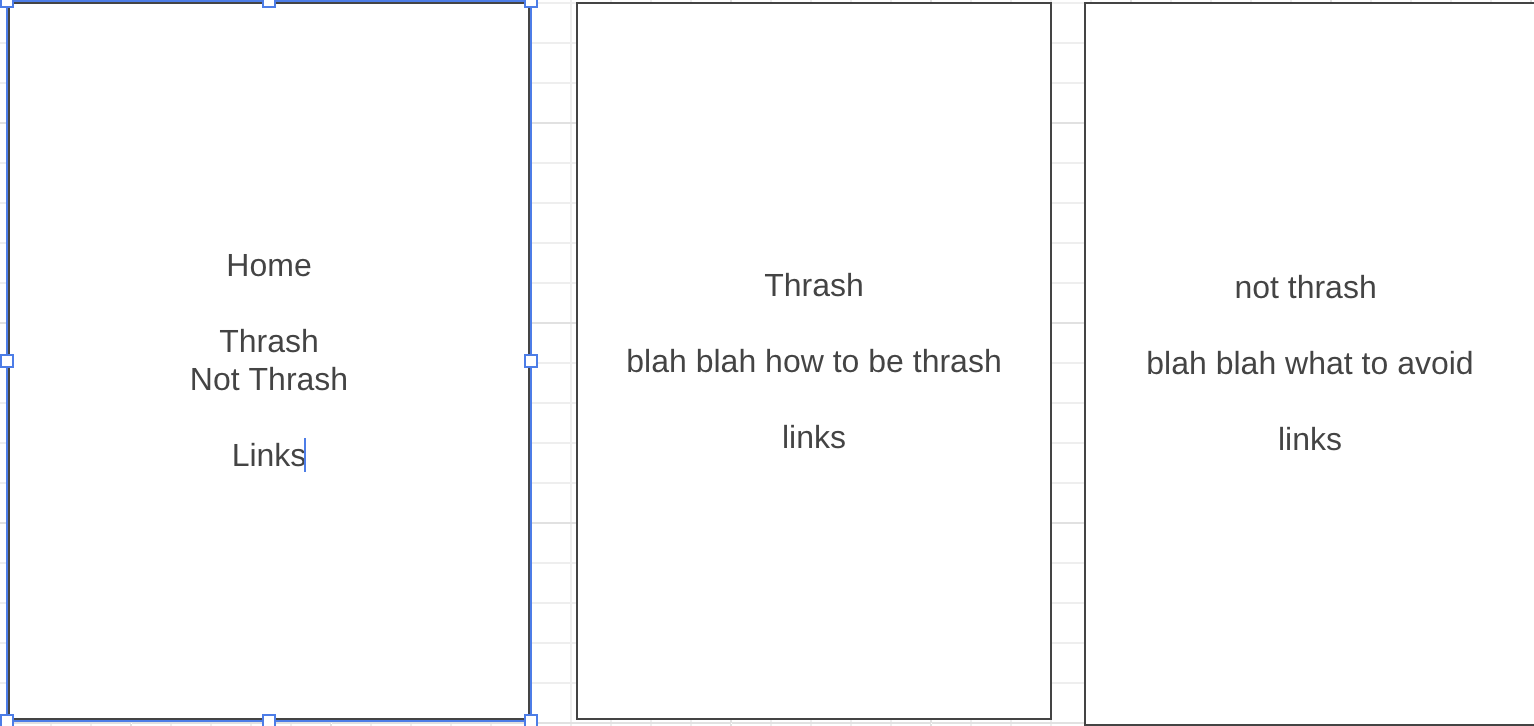 Home
Thrash
Not Thrash
Links
Thrash
blah blah how to be thrash
links
not thrash
blah blah what to avoid
links